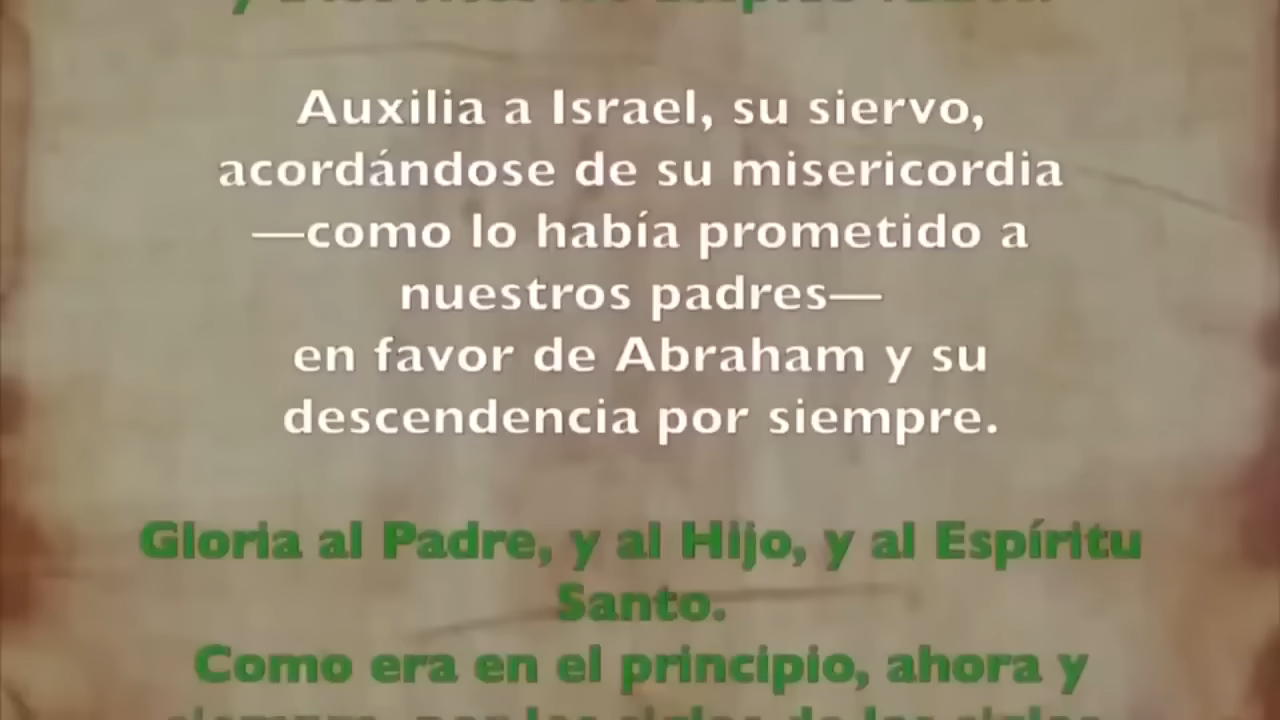 Auxilia a Israel, su siervo,
acordándose de su misericordia
—como lo había prometido a
nuestros padres—
en favor de Abraham y su
descendencia por siempre.
Gloria al Padre, y al Hijo, y al Espíritu
Santo.
Como era en el principio, ahora y